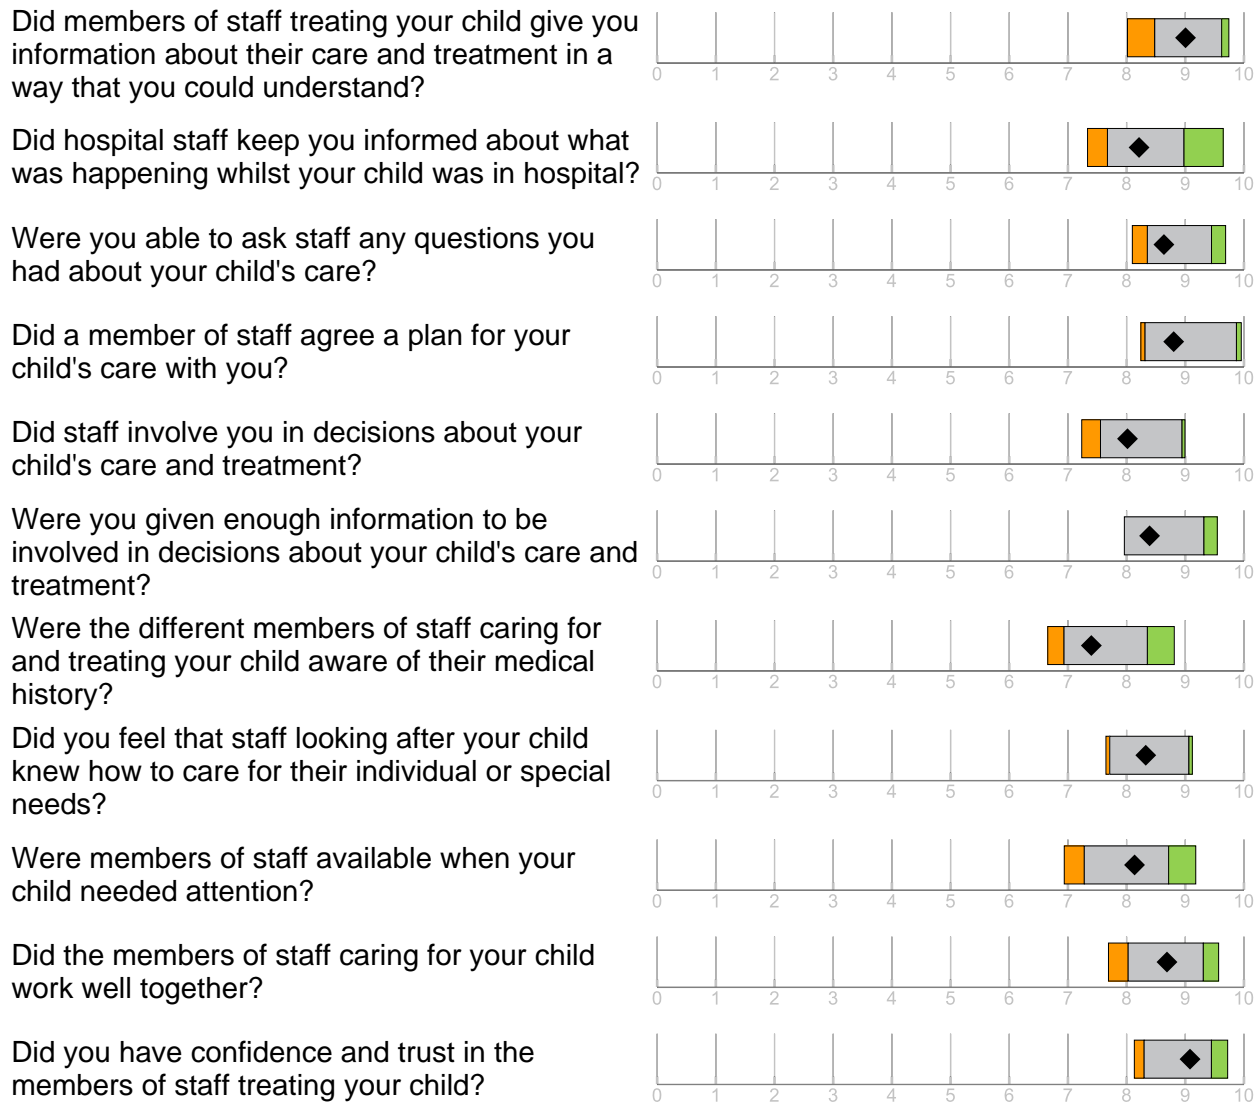 Did members of staff treating your child give you
information about their care and treatment in a
way that you could understand?
0 1 2 3 4 5 6 7 8 9 10
Did hospital staff keep you informed about what
was happening whilst your child was in hospital?
0 1 2 3 4 5 6 7 8 9 10
Were you able to ask staff any questions you
had about your child's care?
0 1 2 3 4 5 6 7 8 9 10
Did a member of staff agree a plan for your
child's care with you?
0 1 2 3 4 5 6 7 8 9 10
Did staff involve you in decisions about your
child's care and treatment?
0 1 2 3 4 5 6 7 8 9 10
Were you given enough information to be
involved in decisions about your child's care and
treatment?
0 1 2 3 4 5 6 7 8 9 10
Were the different members of staff caring for
and treating your child aware of their medical
history?
0 1 2 3 4 5 6 7 8 9 10
Did you feel that staff looking after your child
knew how to care for their individual or special
needs?
0 1 2 3 4 5 6 7 8 9 10
Were members of staff available when your
child needed attention?
0 1 2 3 4 5 6 7 8 9 10
Did the members of staff caring for your child
work well together?
0 1 2 3 4 5 6 7 8 9 10
Did you have confidence and trust in the
members of staff treating your child?
0 1 2 3 4 5 6 7 8 9 10